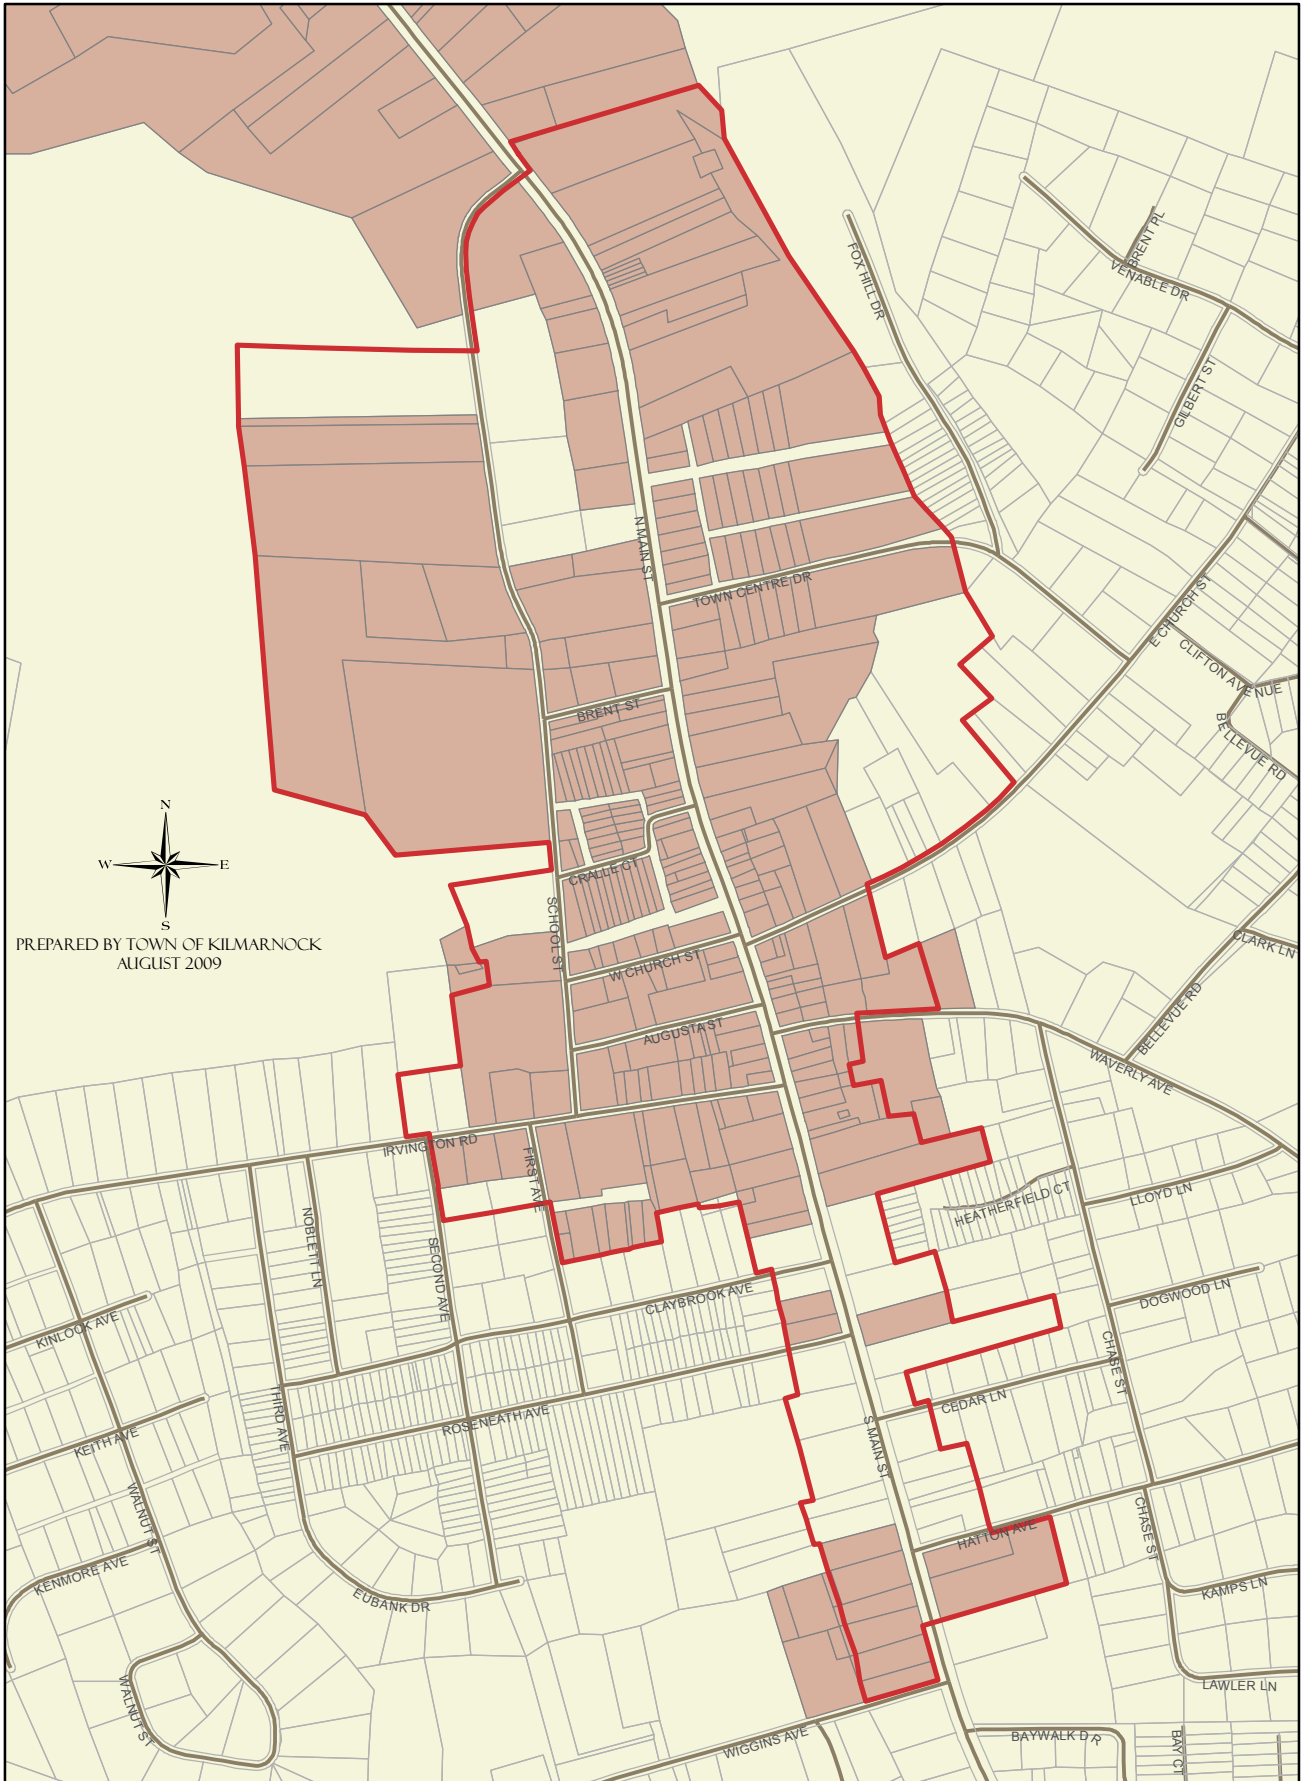 BRENT PL
FOX HILL DR
VENABLE DR
GILBERT ST
N MAIN ST
TOWN CENTRE DR
E CHURCH ST
CLIFTON AVENUE
BRENT ST
BELLEVUE RD
N
W E
S
CRALLE CT
PREPARED BY TOWN OF KILMARNOCK
AUGUST 2009
SCHOOL ST
W CHURCH ST
CLARK LN
BELLEVUE RD
AUGUSTA ST
WAVERLY AVE
IRVINGTON RD
FIRST AVE
HEATHERFIELD CT
LLOYD LN
NOBLETT LN
SECOND AVE
CLAYBROOK AVE
DOGWOOD LN
KINLOCK AVE
CHASE ST
THIRD AVE
ROSENEATH AVE
CEDAR LN
KEITH AVE
S MAIN ST
WALNUT ST
HATTON AVE
CHASE ST
KENMORE AVE
EUBANK DR
KAMPS LN
WALNUT ST
LAWLER LN
WIGGINS AVE
BAYWALK DR
BAY CT